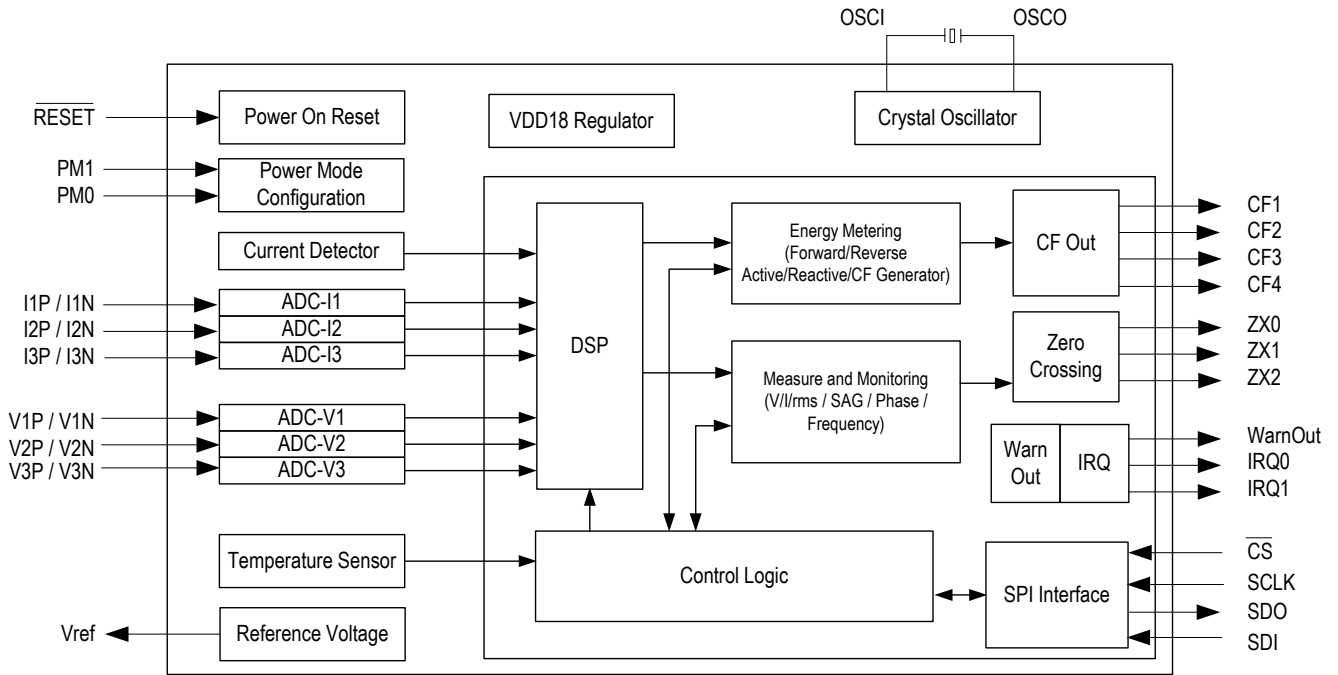 OSCI
OSCO
RESET
Power On Reset
VDD18 Regulator
Crystal Oscillator
PM1
PM0
Power Mode
Configuration
Current Detector
I1P / I1N
I2P / I2N
I3P / I3N
ADC-I1
ADC-I2
ADC-I3
V1P / V1N
V2P / V2N
V3P / V3N
ADC-V1
ADC-V2
ADC-V3
Temperature Sensor
Vref
Reference Voltage
DSP
Energy Metering
(Forward/Reverse
Active/Reactive/CF Generator)
Measure and Monitoring
(V/I/rms / SAG / Phase /
Frequency)
Control Logic
CF Out
CF1
CF2
CF3
CF4
Zero
Crossing
ZX0
ZX1
ZX2
Warn
Out
IRQ
WarnOut
IRQ0
IRQ1
SPI Interface
CS
SCLK
SDO
SDI